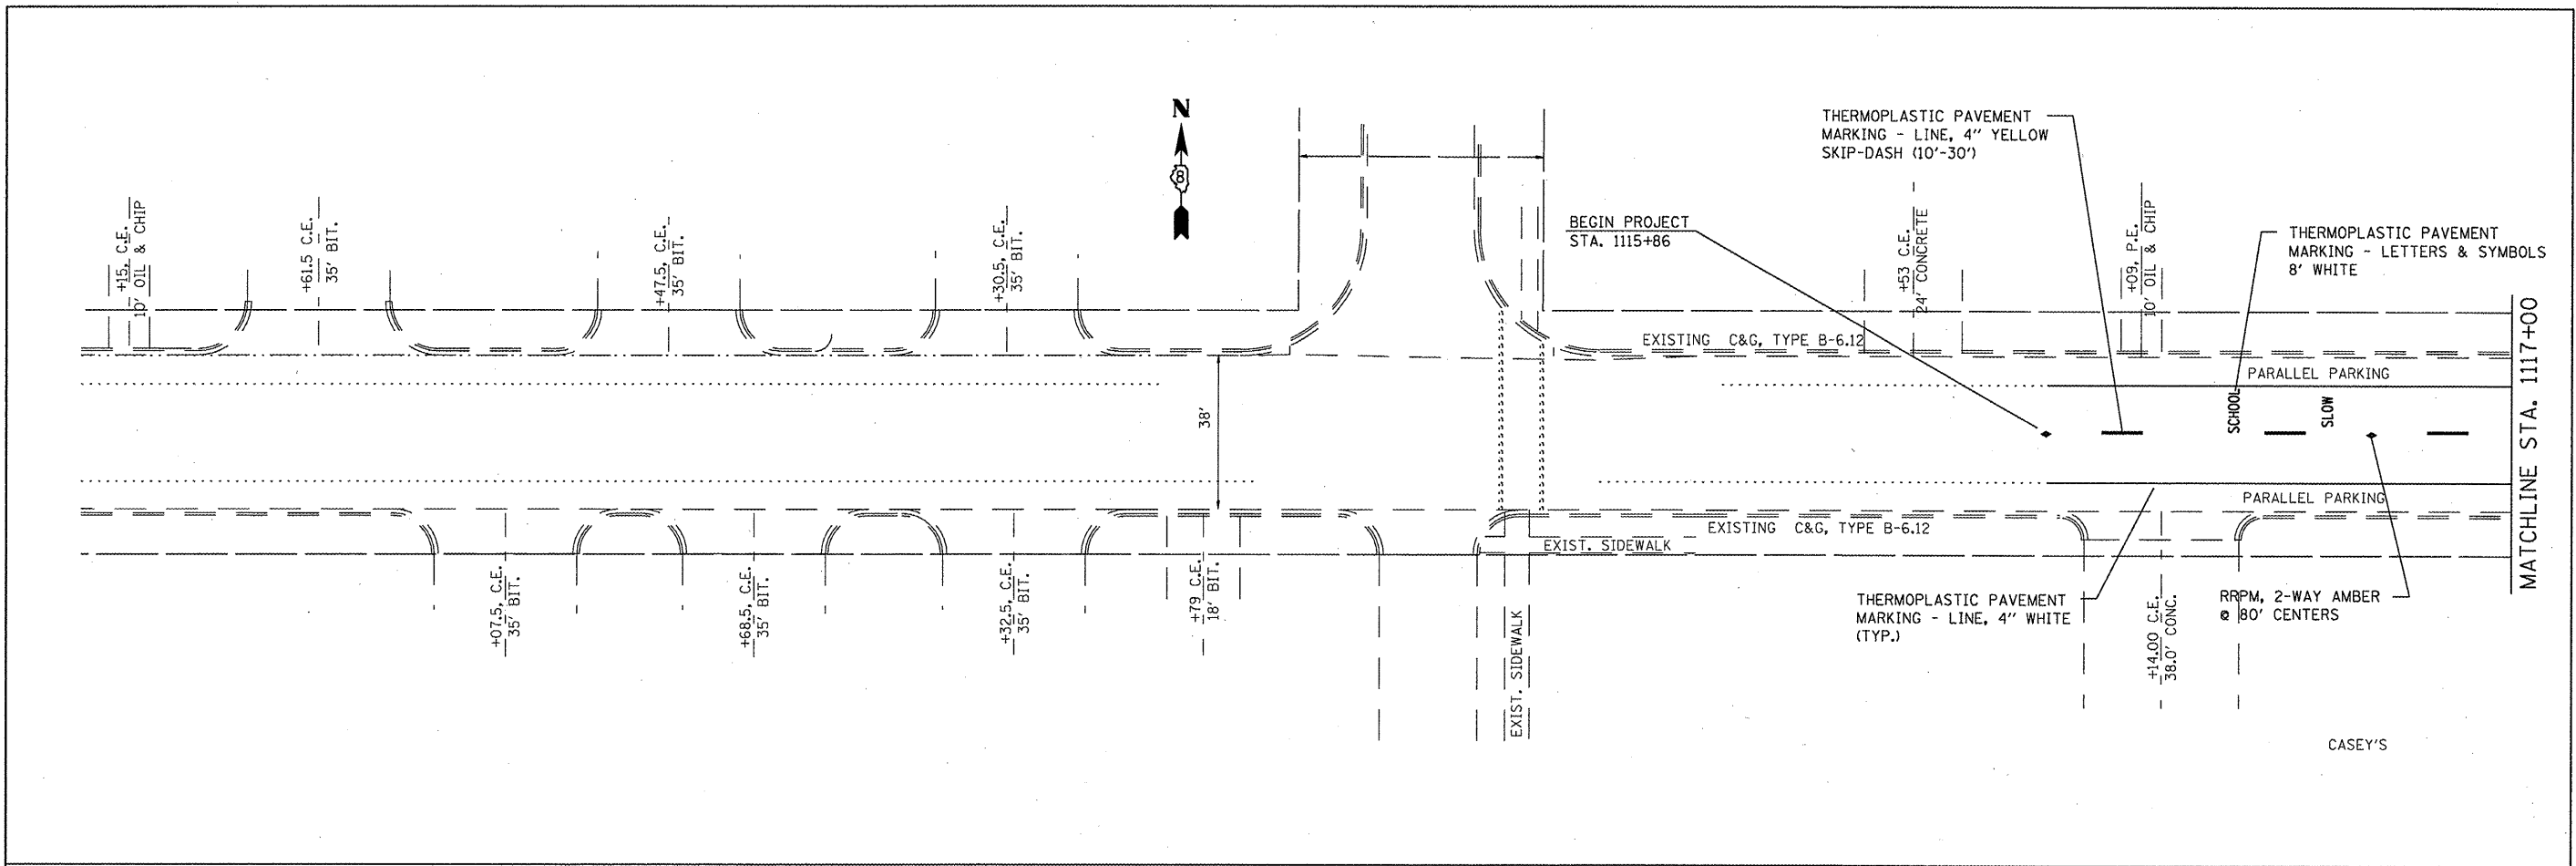 N
8
THERMOPLASTIC PAVEMENT
MARKING - LINE, 4" YELLOW
SKIP-DASH (10'-30')
BEGIN PROJECT
STA. 1115+86
THERMOPLASTIC PAVEMENT
MARKING - LETTERS & SYMBOLS
8' WHITE
+15, C.E.
10' OIL & CHIP
+61.5 C.E.
35' BIT.
+47.5, C.E.
35' BIT.
+30.5, C.E.
35' BIT.
+53 C.E.
24' CONCRETE
+09, P.E.
10' OIL & CHIP
EXISTING C&G, TYPE B-6.12
PARALLEL PARKING
38'
SCHOOL
SLOW
MATCHLINE STA. 1117+00
PARALLEL PARKING
EXISTING C&G, TYPE B-6.12
EXIST. SIDEWALK
+07.5, C.E.
35' BIT.
+68.5, C.E.
35' BIT.
+32.5, C.E.
35' BIT.
+79 C.E.
18' BIT.
EXIST. SIDEWALK
THERMOPLASTIC PAVEMENT
MARKING - LINE, 4" WHITE
(TYP.)
+14.00 C.E.
38.0' CONC.
RRPM, 2-WAY AMBER
@ 80' CENTERS
CASEY'S